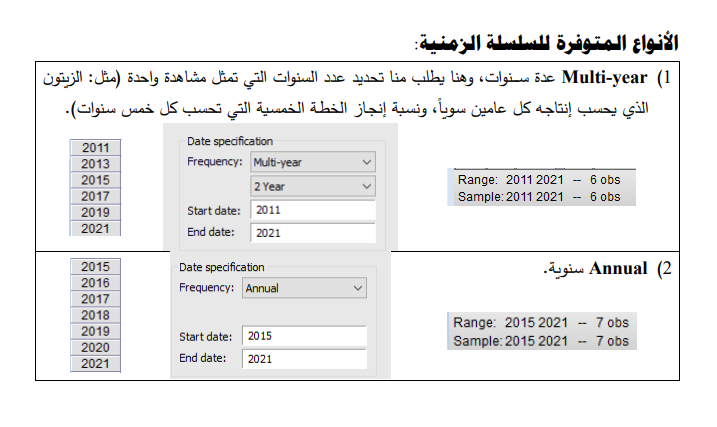 الأنواع المتوفرة للسلسلة الزمنية:
1) Multi-year عدة سنوات، وهنا يطلب منا تحديد عدد السنوات التي تمثل مشاهدة واحدة (مثل: الزيتون
الذي يحسب إنتاجه كل عامين سوياً، ونسبة إنجاز الخطة الخمسية التي تحسب كل خمس سنوات).
2011
2013
2015
2017
2019
2021
Date specification
Frequency: Multi-year
2 Year
Start date: 2011
End date: 2021
Range: 2011 2021 -- 6 obs
Sample: 2011 2021 -- 6 obs
2) Annual سنوية.
2015
2016
2017
2018
2019
2020
2021
Date specification
Frequency: Annual
Start date: 2015
End date: 2021
Range: 2015 2021 -- 7 obs
Sample: 2015 2021 -- 7 obs